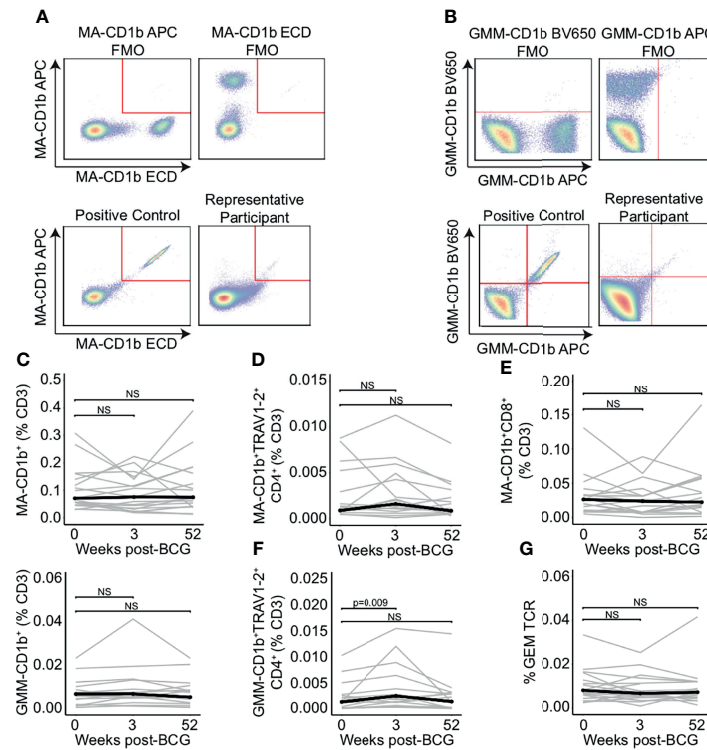 A
MA-CD1b APC
FMO
MA-CD1b ECD
FMO
MA-CD1b APC
MA-CD1b ECD
Positive Control
Representative
Participant
MA-CD1b APC
MA-CD1b ECD
B
GMM-CD1b BV650
FMO
GMM-CD1b APC
FMO
GMM-CD1b BV650
GMM-CD1b APC
Positive Control
Representative
Participant
GMM-CD1b BV650
GMM-CD1b APC
C
MA-CD1b⁺ (% CD3)
0.5
0.4
0.3
0.2
0.1
0.0
NS
NS
0 3 52
Weeks post-BCG
D
MA-CD1b⁺TRAV1-2⁺
CD4⁺ (% CD3)
0.015
0.010
0.005
0.000
NS
NS
0 3 52
Weeks post-BCG
E
MA-CD1b⁺CD8⁺
(% CD3)
0.20
0.15
0.10
0.05
0.00
NS
NS
0 3 52
Weeks post-BCG
GMM-CD1b⁺ (% CD3)
0.06
0.04
0.02
0.00
NS
NS
0 3 52
Weeks post-BCG
F
GMM-CD1b⁺TRAV1-2⁺
CD4⁺ (% CD3)
0.025
0.020
0.015
0.010
0.005
0.000
p=0.009
NS
0 3 52
Weeks post-BCG
G
% GEM TCR
0.06
0.04
0.02
0.00
NS
NS
0 3 52
Weeks post-BCG